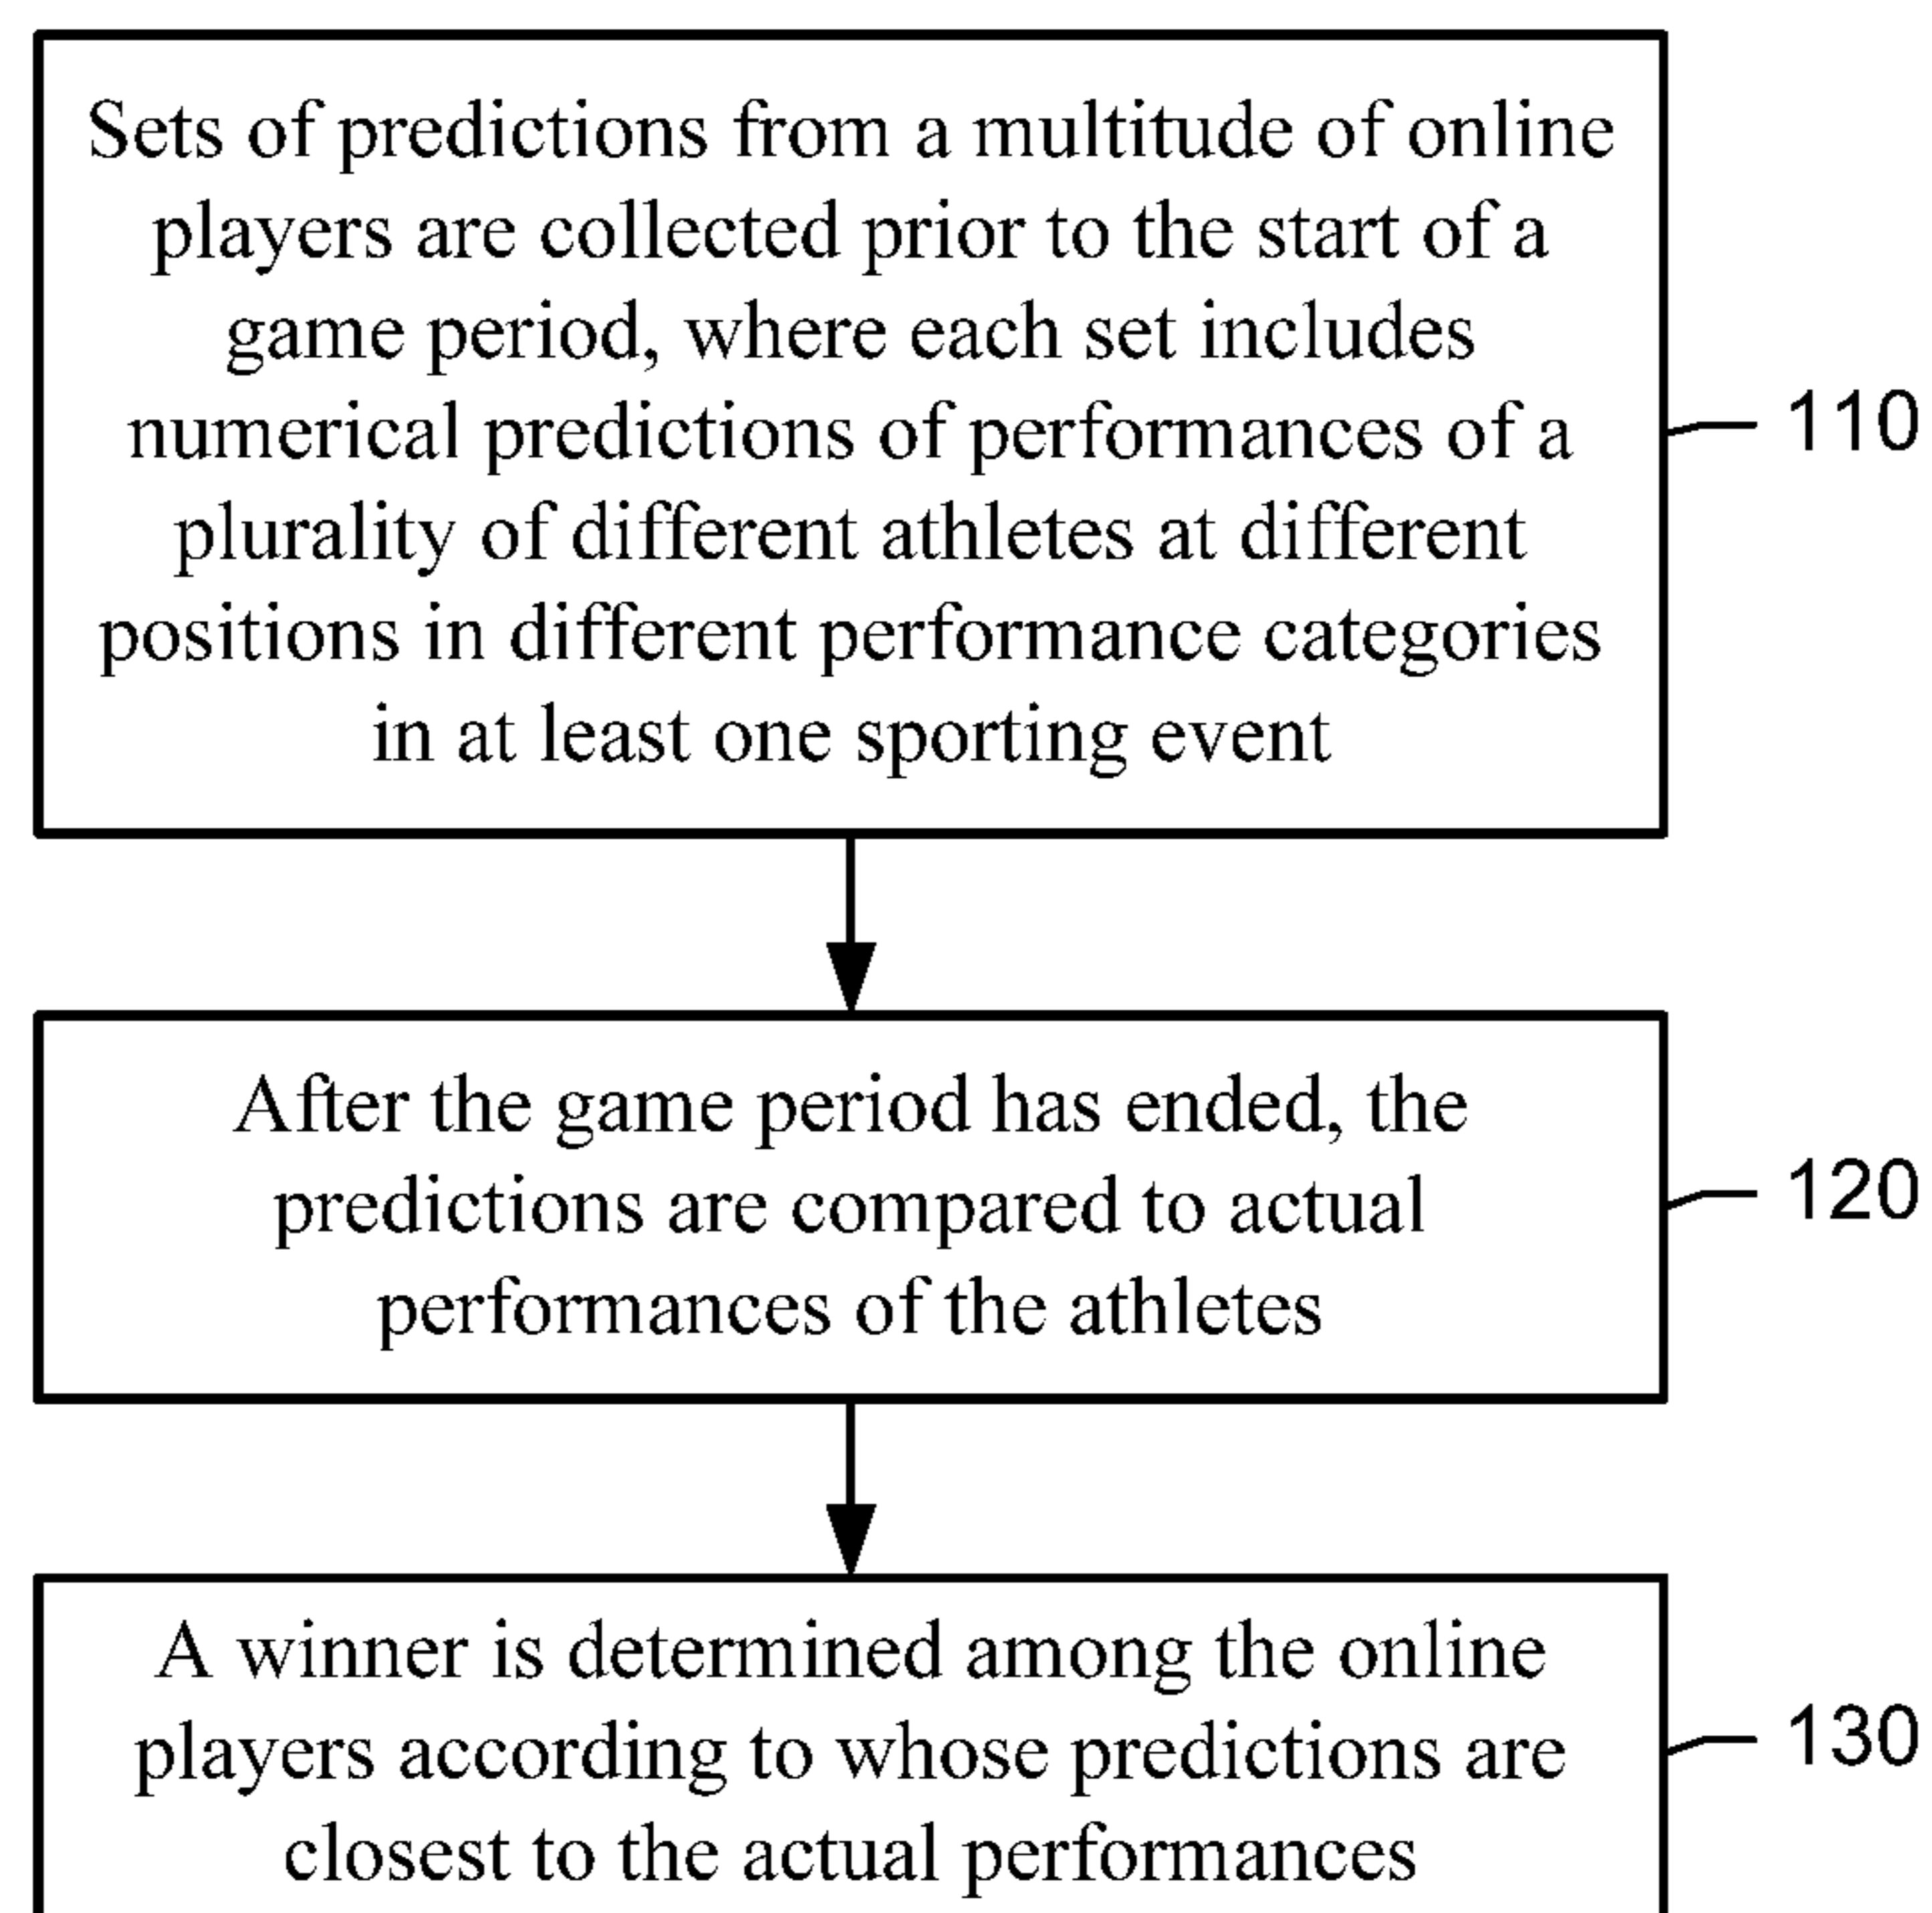 Sets of predictions from a multitude of online
players are collected prior to the start of a
game period, where each set includes
numerical predictions of performances of a
plurality of different athletes at different
positions in different performance categories
in at least one sporting event
110
After the game period has ended, the
predictions are compared to actual
performances of the athletes
120
A winner is determined among the online
players according to whose predictions are
closest to the actual performances
130